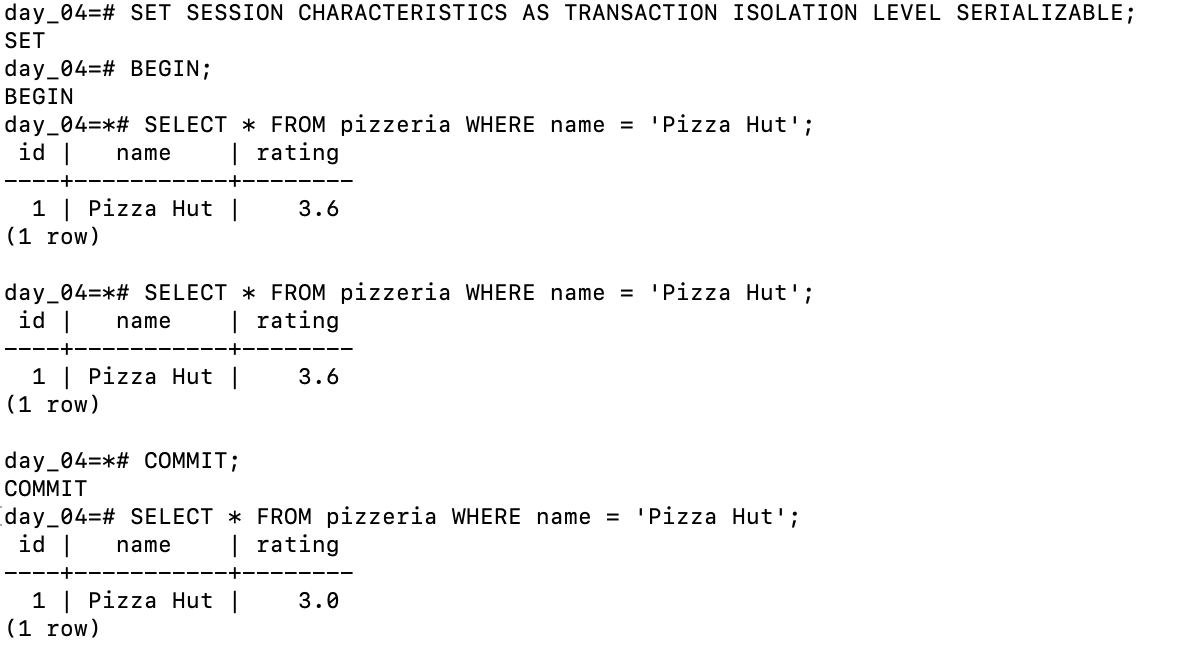 day_04=# SET SESSION CHARACTERISTICS AS TRANSACTION ISOLATION LEVEL SERIALIZABLE;
SET
day_04=# BEGIN;
BEGIN
day_04=*# SELECT * FROM pizzeria WHERE name = 'Pizza Hut';
 id |   name    | rating
----+-----------+--------
  1 | Pizza Hut |    3.6
(1 row)

day_04=*# SELECT * FROM pizzeria WHERE name = 'Pizza Hut';
 id |   name    | rating
----+-----------+--------
  1 | Pizza Hut |    3.6
(1 row)

day_04=*# COMMIT;
COMMIT
day_04=# SELECT * FROM pizzeria WHERE name = 'Pizza Hut';
 id |   name    | rating
----+-----------+--------
  1 | Pizza Hut |    3.0
(1 row)